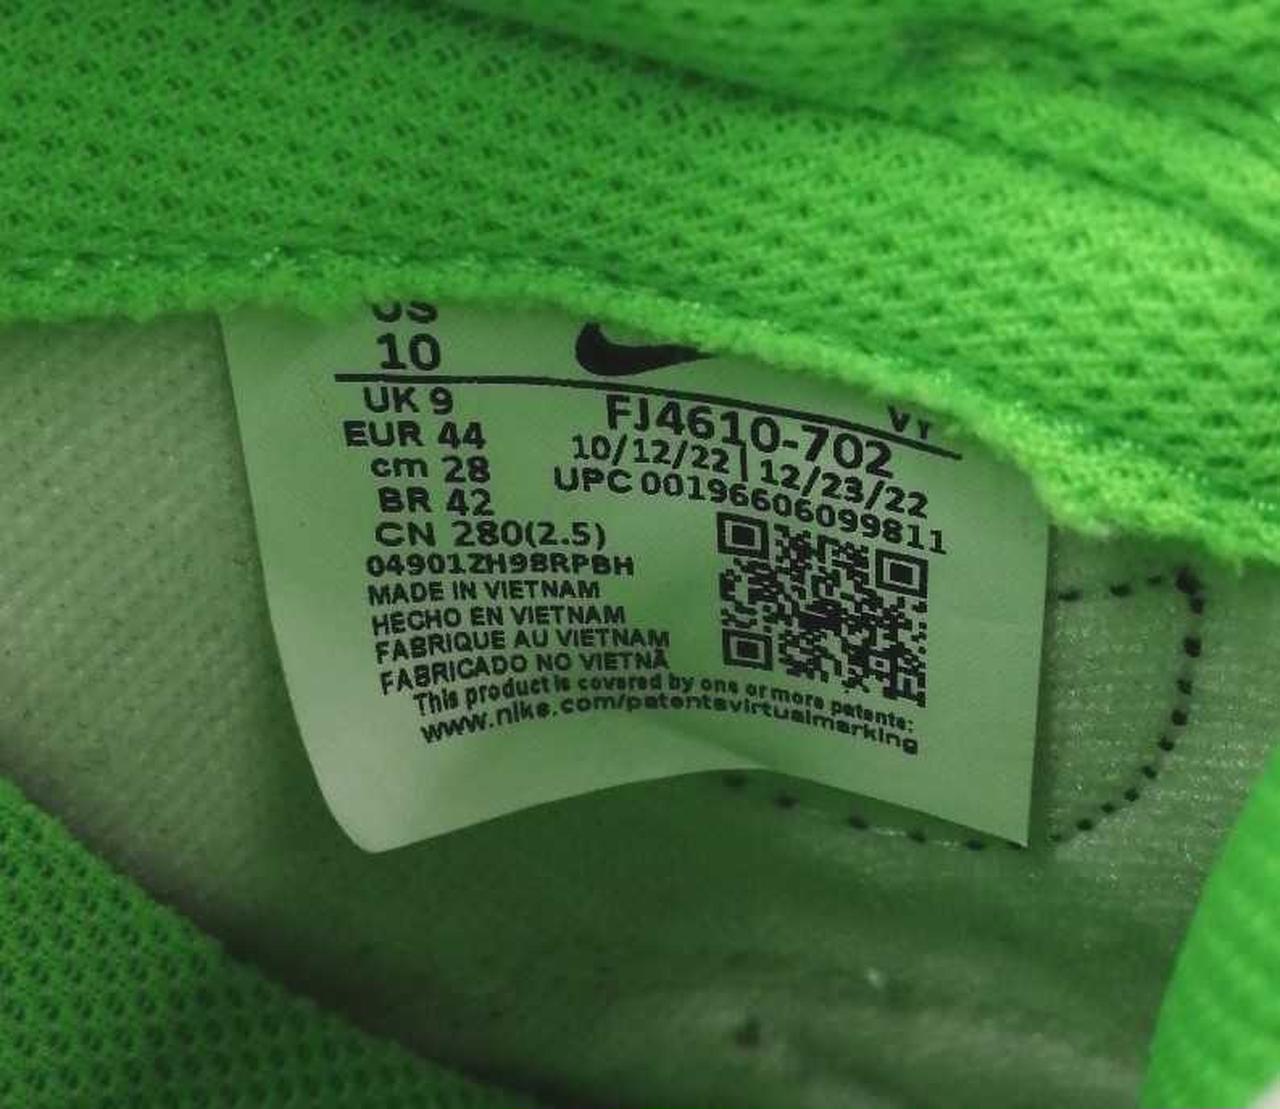 US
10
UK 9
EUR 44
cm 28
BR 42
CN 280(2.5)
04901ZH98RPBH
MADE IN VIETNAM
HECHO EN VIETNAM
FABRIQUE AU VIETNAM
FABRICADO NO VIETNÃ
VT
FJ4610-702
10/12/22 | 12/23/22
UPC 00196606099811
This product is covered by one or more patents:
www.nike.com/patentsvirtualmarking